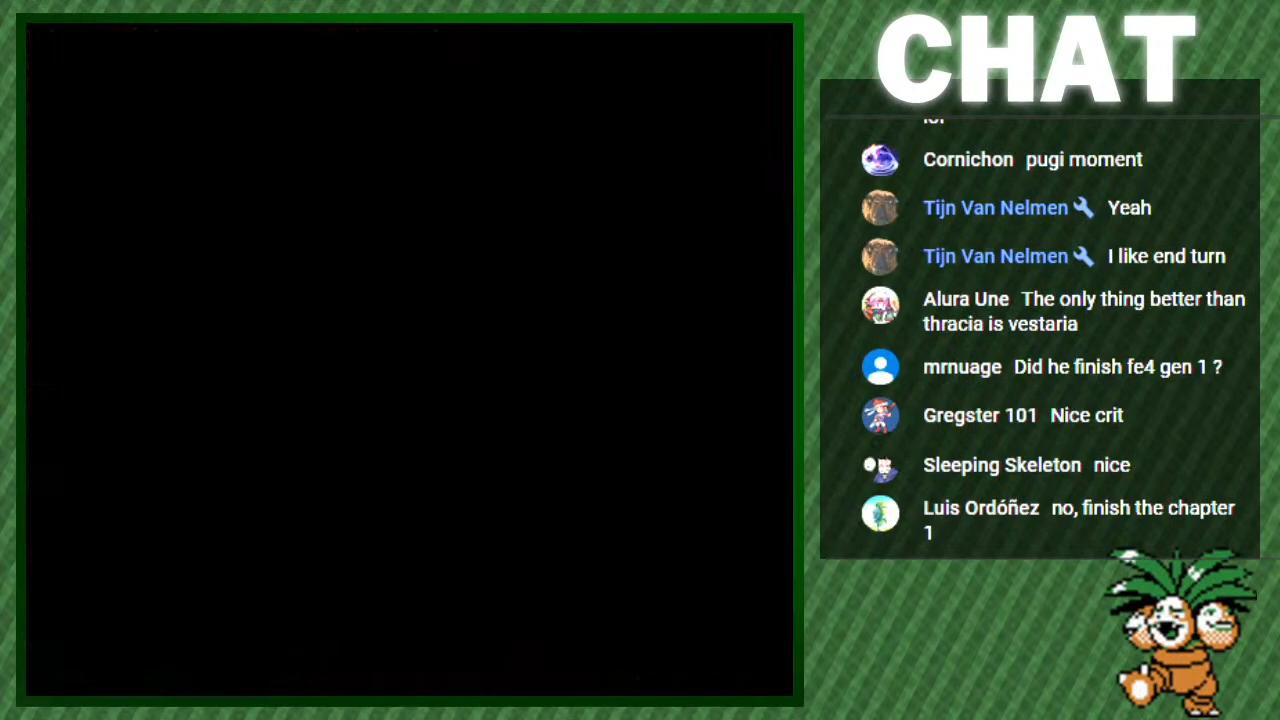 CHAT
lol
Cornichon pugi moment
Tijn Van Nelmen Yeah
Tijn Van Nelmen I like end turn
Alura Une The only thing better than
thracia is vestaria
mrnuage Did he finish fe4 gen 1 ?
Gregster 101 Nice crit
Sleeping Skeleton nice
Luis Ordóñez no, finish the chapter
1